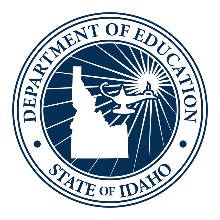 DEPARTMENT OF EDUCATION
STATE OF IDAHO